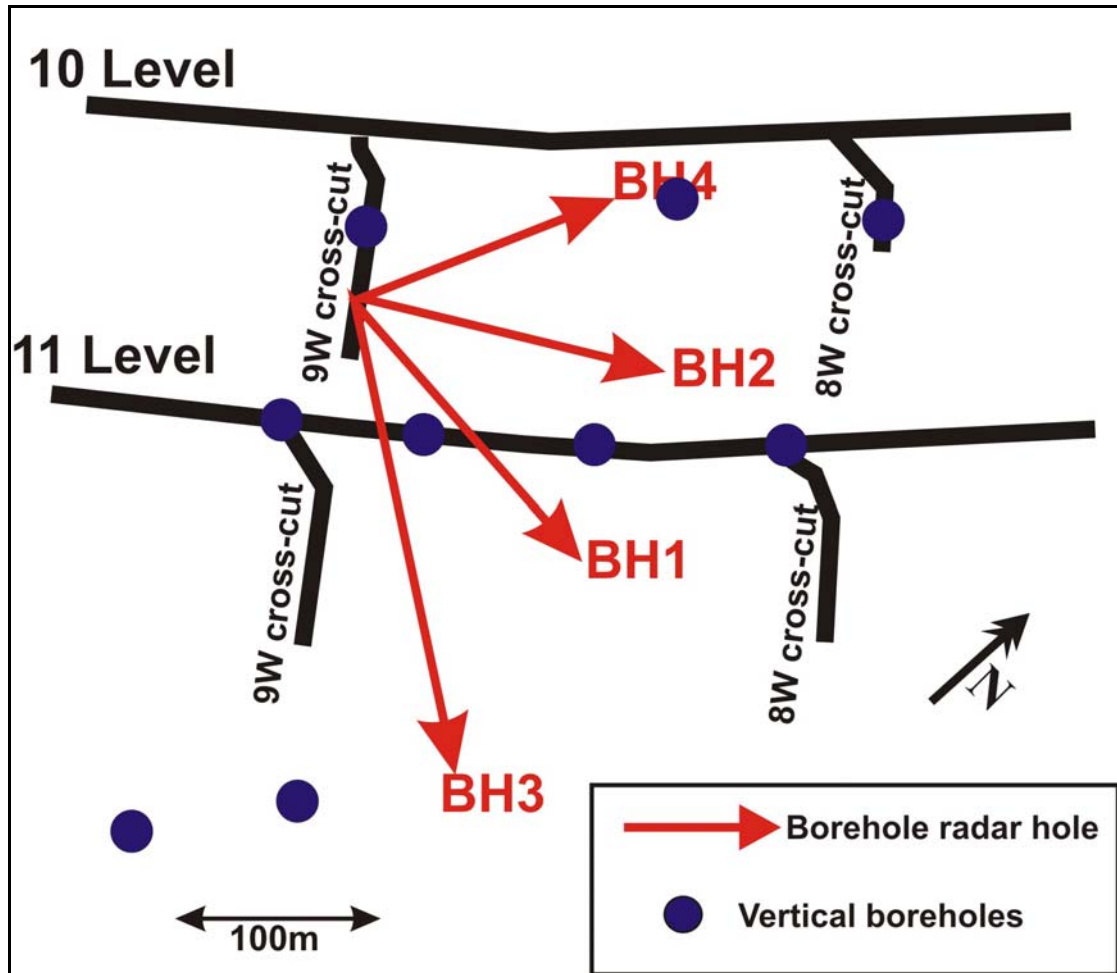 10 Level
9W cross-cut
BH4
8W cross-cut
11 Level
BH2
9W cross-cut
BH1
8W cross-cut
N
BH3
100m
Borehole radar hole
Vertical boreholes